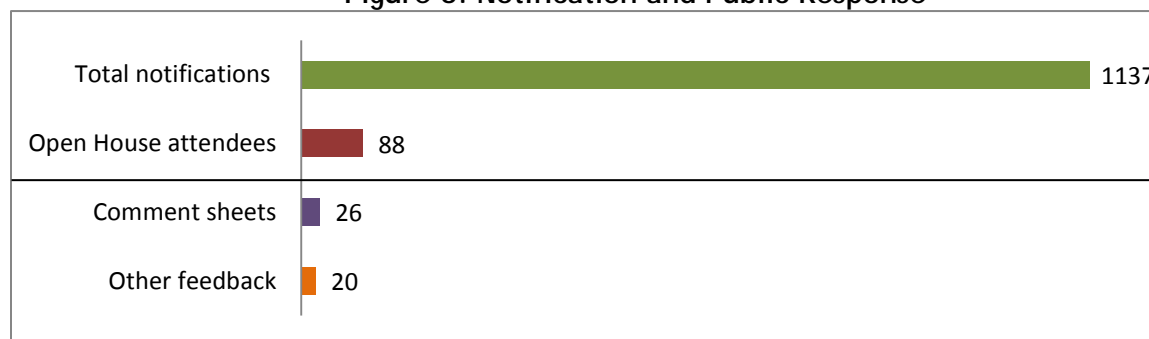 Notification and Public Response
Total notifications 1137
Open House attendees 88
Comment sheets 26
Other feedback 20